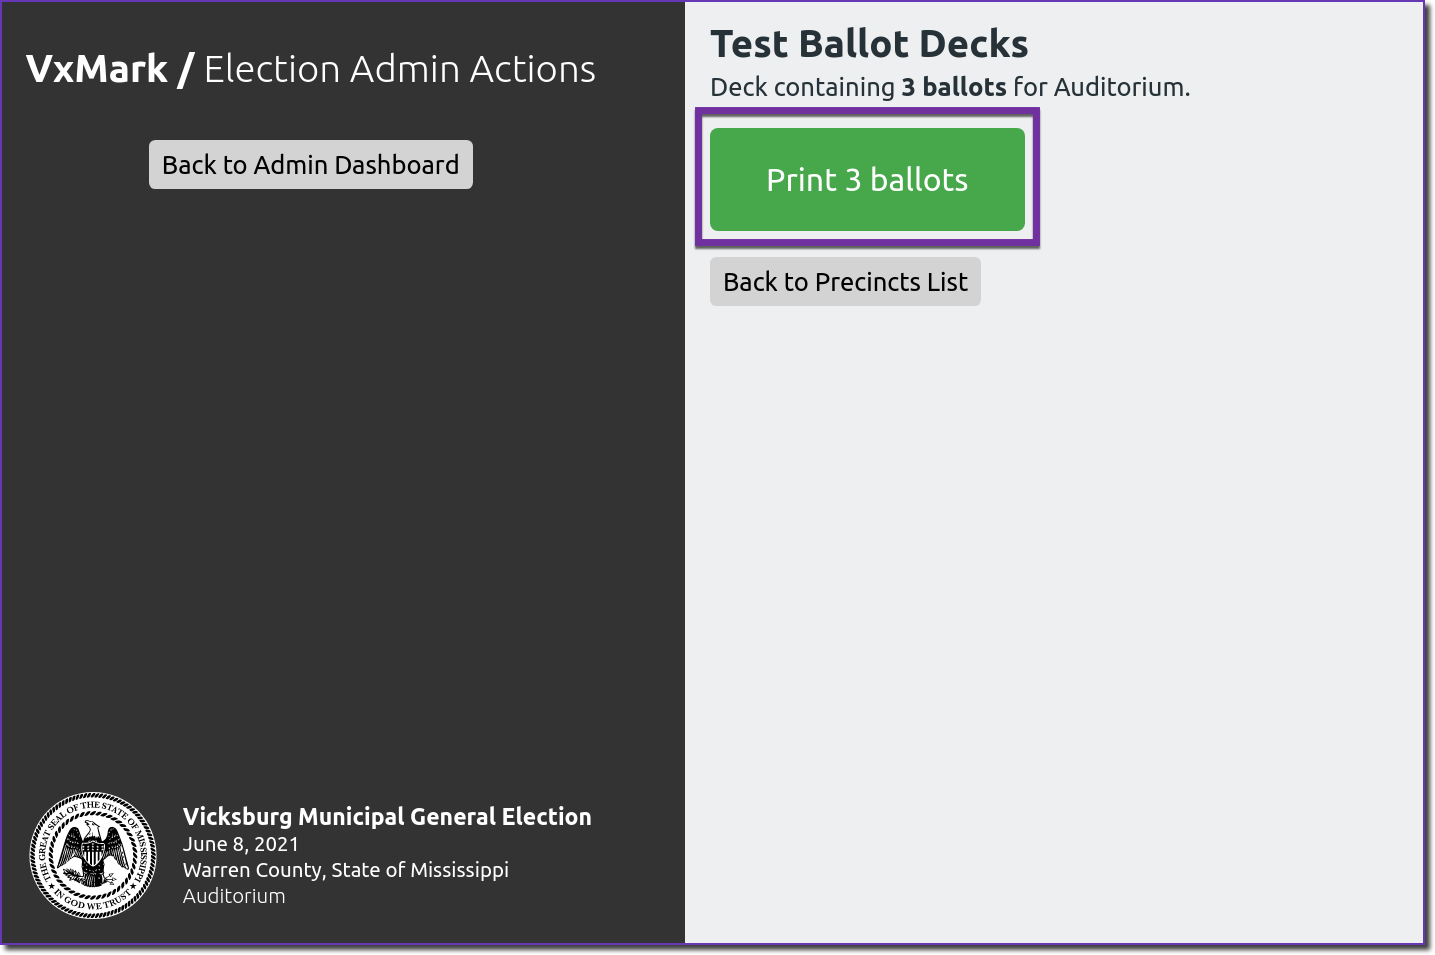 VxMark / Election Admin Actions
Back to Admin Dashboard
THE GREAT SEAL OF THE STATE OF MISSISSIPPI
★ IN GOD WE TRUST ★
Vicksburg Municipal General Election
June 8, 2021
Warren County, State of Mississippi
Auditorium
Test Ballot Decks
Deck containing 3 ballots for Auditorium.
Print 3 ballots
Back to Precincts List